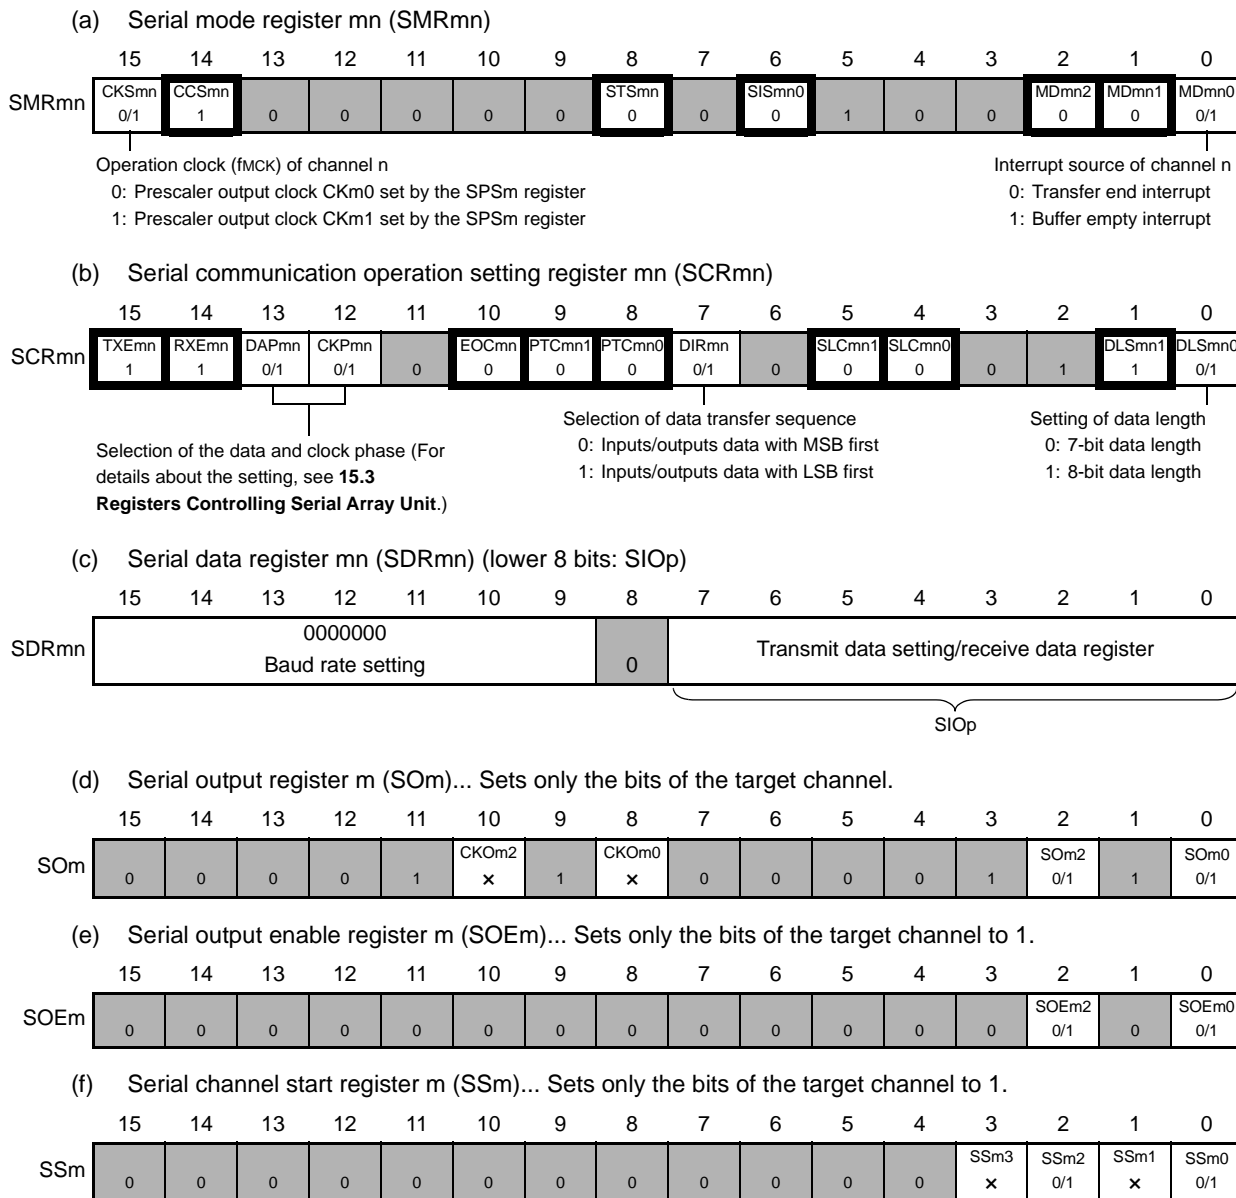 (a) Serial mode register mn (SMRmn)
15 14 13 12 11 10 9 8 7 6 5 4 3 2 1 0
SMRmn
CKSmn CCSmn STSmn SISmn0 MDmn2 MDmn1 MDmn0
0/1 1 0 0 0 0 0 0 0 0 1 0 0 0 0 0/1
Operation clock (fMCK) of channel n
0: Prescaler output clock CKm0 set by the SPSm register
1: Prescaler output clock CKm1 set by the SPSm register
Interrupt source of channel n
0: Transfer end interrupt
1: Buffer empty interrupt
(b) Serial communication operation setting register mn (SCRmn)
15 14 13 12 11 10 9 8 7 6 5 4 3 2 1 0
SCRmn
TXEmn RXEmn DAPmn CKPmn EOCmn PTCmn1 PTCmn0 DIRmn SLCmn1 SLCmn0 DLSmn1 DLSmn0
1 1 0/1 0/1 0 0 0 0 0/1 0 0 0 0 1 1 0/1
Selection of the data and clock phase (For
details about the setting, see 15.3
Registers Controlling Serial Array Unit.)
Selection of data transfer sequence
0: Inputs/outputs data with MSB first
1: Inputs/outputs data with LSB first
Setting of data length
0: 7-bit data length
1: 8-bit data length
(c) Serial data register mn (SDRmn) (lower 8 bits: SIOp)
15 14 13 12 11 10 9 8 7 6 5 4 3 2 1 0
SDRmn
0000000
Baud rate setting
0
Transmit data setting/receive data register
SIOp
(d) Serial output register m (SOm)... Sets only the bits of the target channel.
15 14 13 12 11 10 9 8 7 6 5 4 3 2 1 0
SOm
CKOm2 CKOm0 SOm2 SOm0
0 0 0 0 1 × 1 × 0 0 0 0 1 0/1 1 0/1
(e) Serial output enable register m (SOEm)... Sets only the bits of the target channel to 1.
15 14 13 12 11 10 9 8 7 6 5 4 3 2 1 0
SOEm
SOEm2 SOEm0
0 0 0 0 0 0 0 0 0 0 0 0 0 0/1 0 0/1
(f) Serial channel start register m (SSm)... Sets only the bits of the target channel to 1.
15 14 13 12 11 10 9 8 7 6 5 4 3 2 1 0
SSm
SSm3 SSm2 SSm1 SSm0
0 0 0 0 0 0 0 0 0 0 0 0 × 0/1 × 0/1